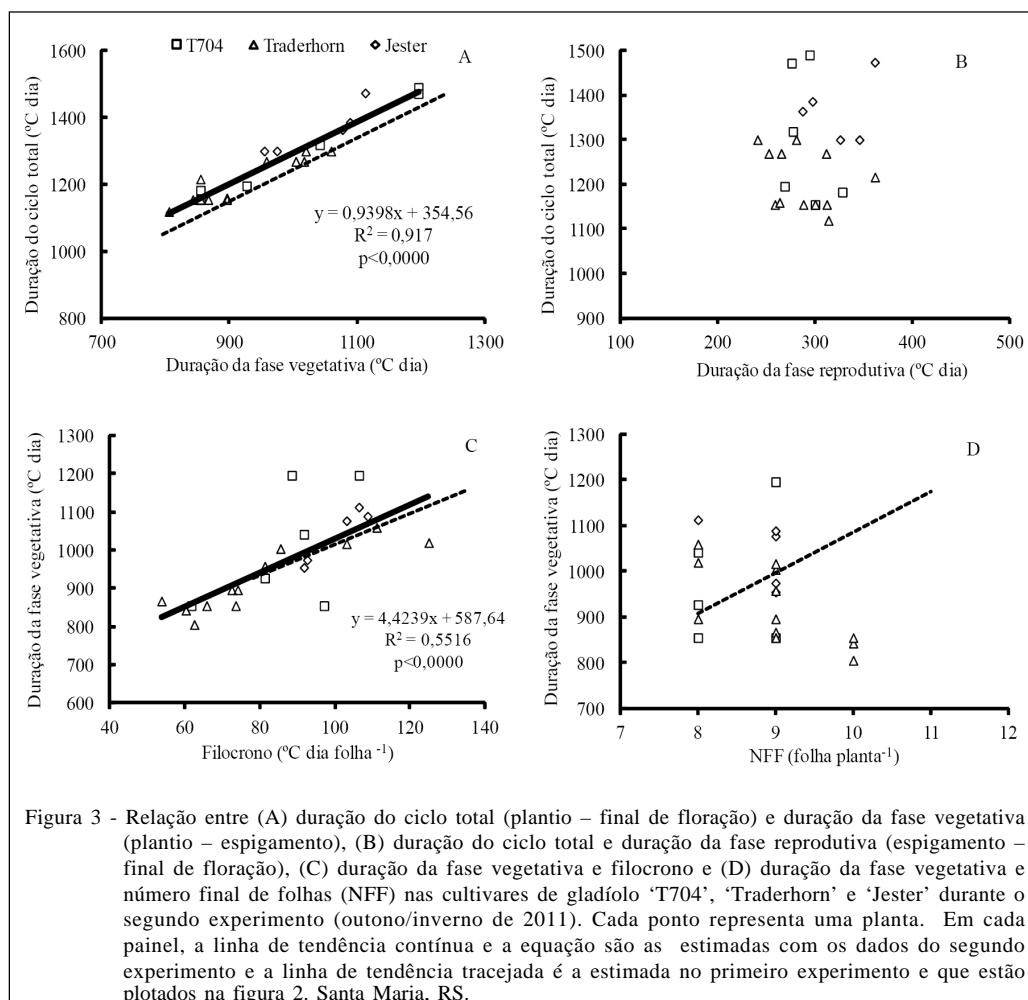 □ T704 △ Traderhorn ◇ Jester
A
Duração do ciclo total (ºC dia)
1600
1400
1200
1000
800
y = 0,9398x + 354,56
R² = 0,917
p<0,0000
700 900 1100 1300
Duração da fase vegetativa (ºC dia)
B
Duração do ciclo total (ºC dia)
1500
1400
1300
1200
1100
1000
900
100 200 300 400 500
Duração da fase reprodutiva (ºC dia)
C
Duração da fase vegetativa (ºC dia)
1300
1200
1100
1000
900
800
700
600
y = 4,4239x + 587,64
R² = 0,5516
p<0,0000
40 60 80 100 120 140
Filocrono (ºC dia folha ⁻¹)
D
Duração da fase vegetativa (ºC dia)
1300
1200
1100
1000
900
800
700
7 8 9 10 11 12
NFF (folha planta⁻¹)
Figura 3 - Relação entre (A) duração do ciclo total (plantio – final de floração) e duração da fase vegetativa
(plantio – espigamento), (B) duração do ciclo total e duração da fase reprodutiva (espigamento –
final de floração), (C) duração da fase vegetativa e filocrono e (D) duração da fase vegetativa e
número final de folhas (NFF) nas cultivares de gladíolo ‘T704’, ‘Traderhorn’ e ‘Jester’ durante o
segundo experimento (outono/inverno de 2011). Cada ponto representa uma planta. Em cada
painel, a linha de tendência contínua e a equação são as estimadas com os dados do segundo
experimento e a linha de tendência tracejada é a estimada no primeiro experimento e que estão
plotados na figura 2. Santa Maria, RS.